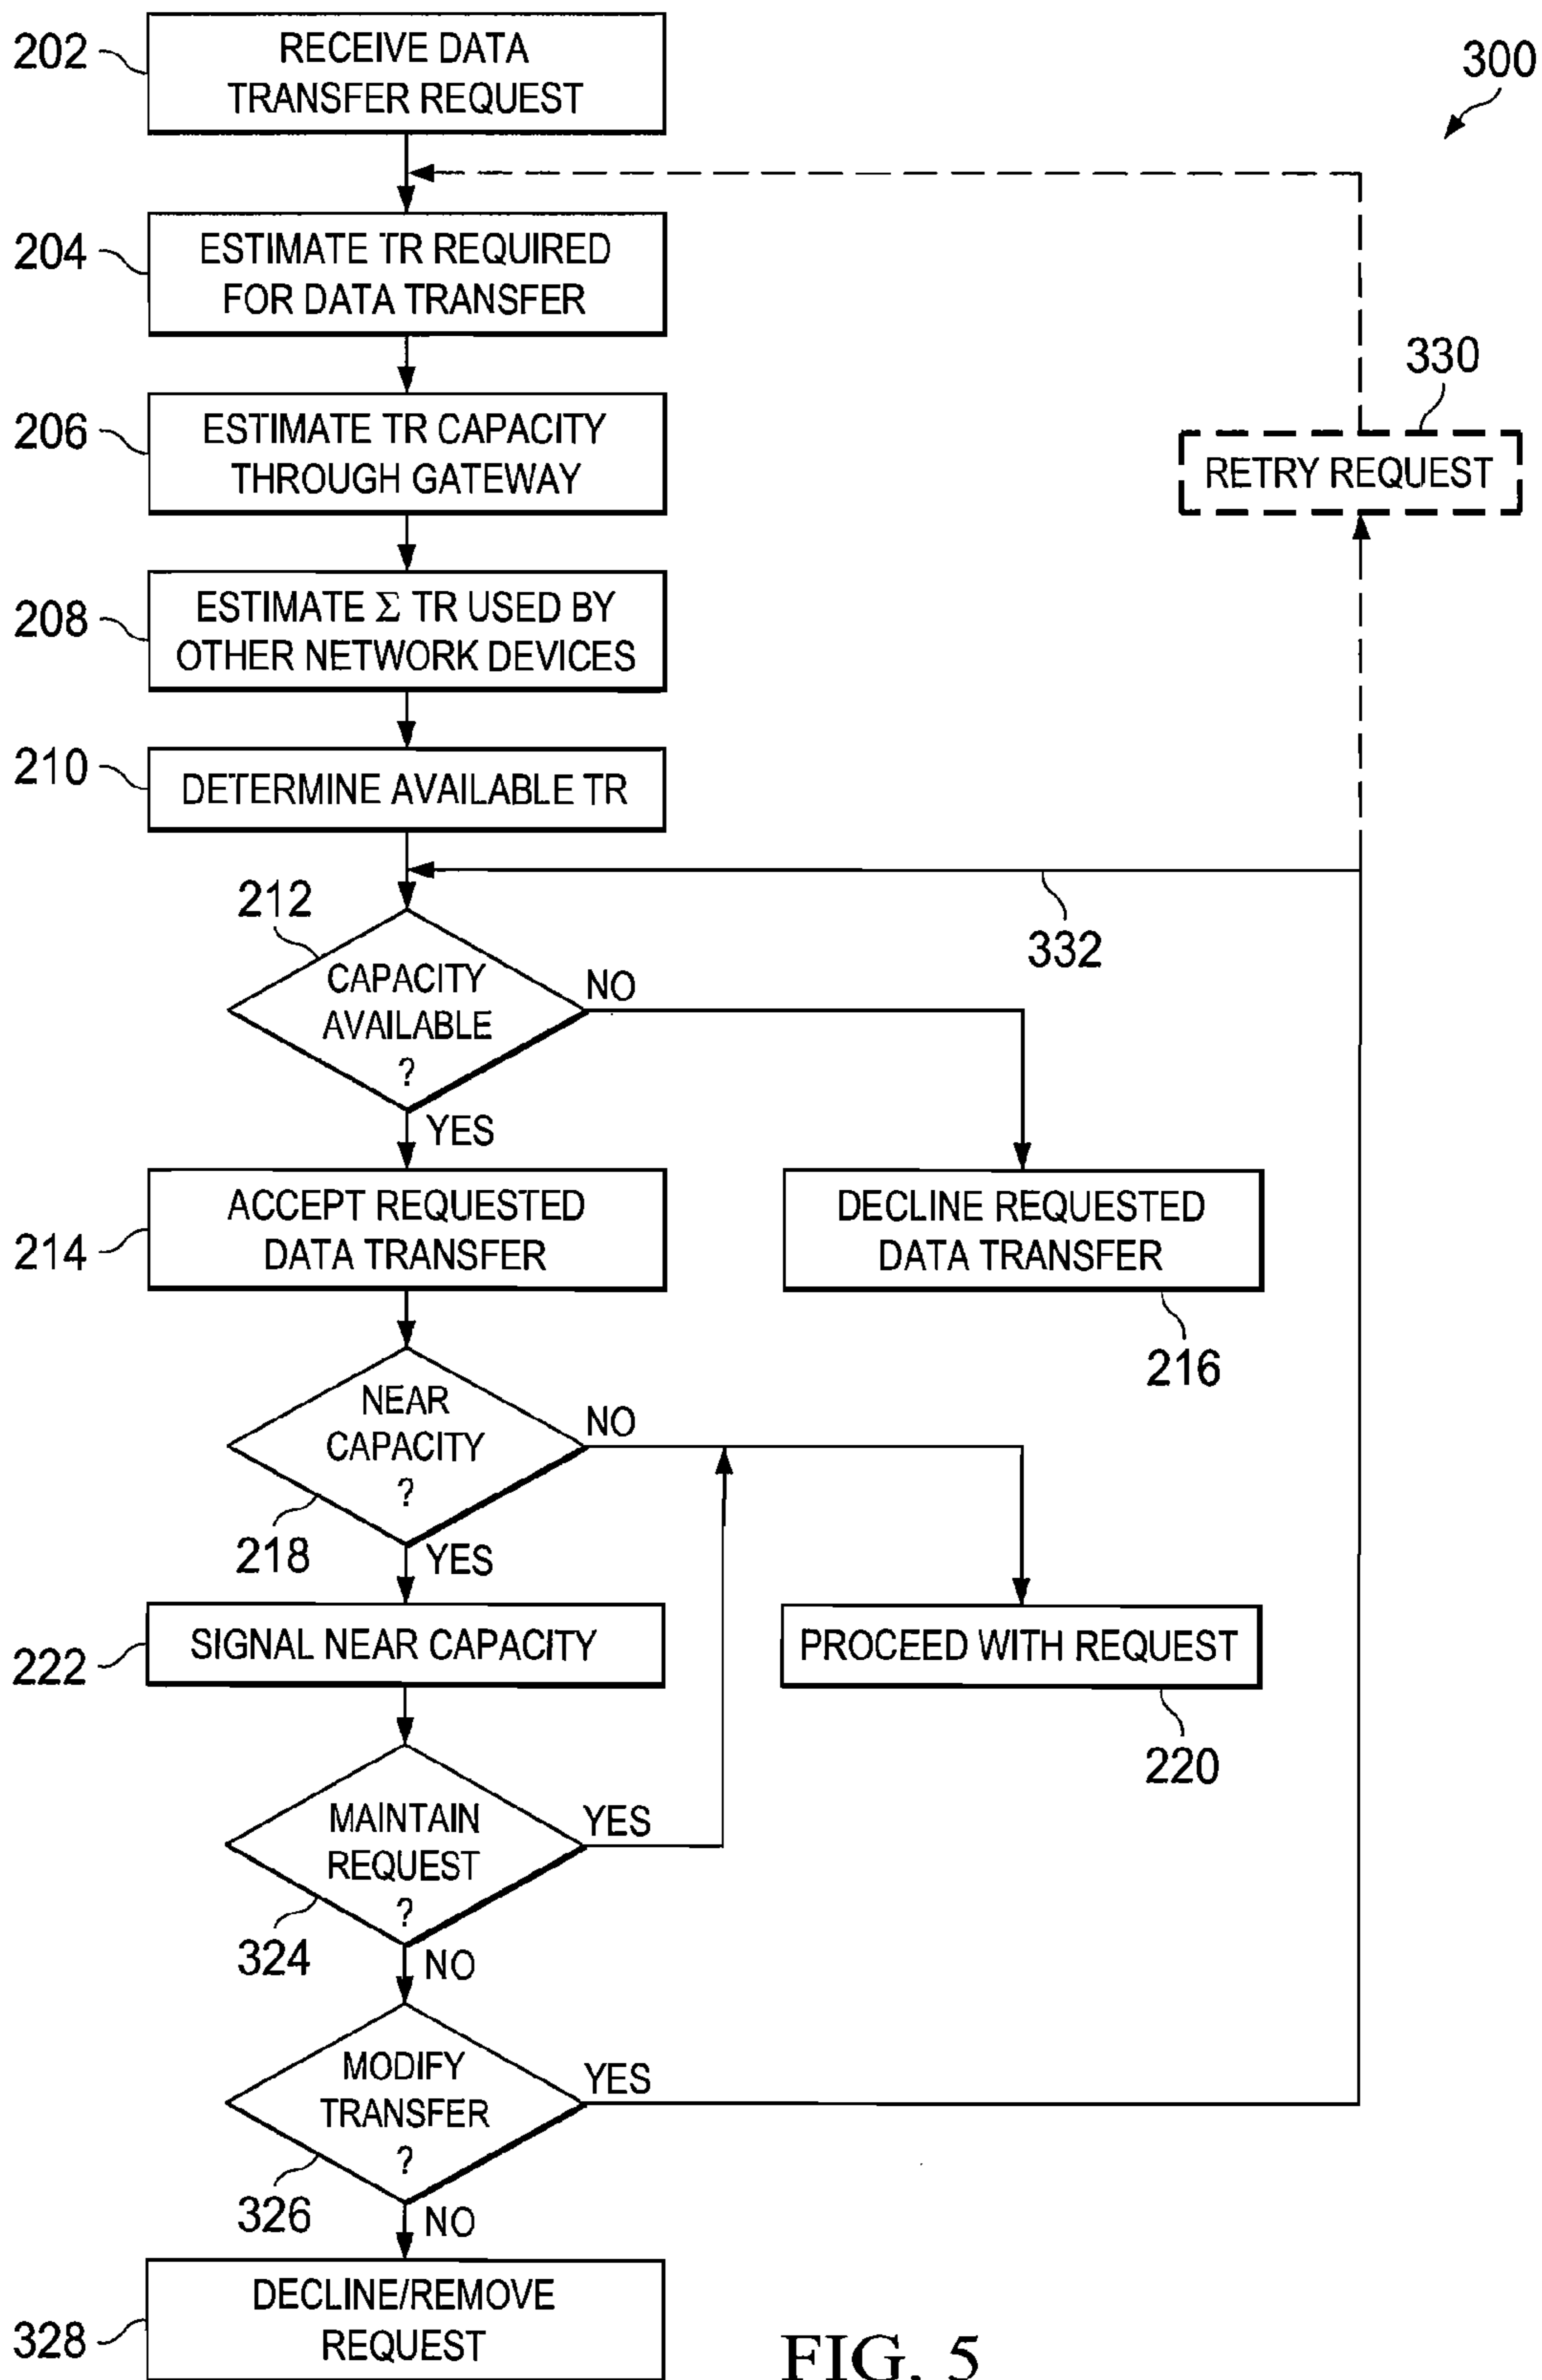 202
RECEIVE DATA
TRANSFER REQUEST
300
204
ESTIMATE TR REQUIRED
FOR DATA TRANSFER
330
206
ESTIMATE TR CAPACITY
THROUGH GATEWAY
RETRY REQUEST
208
ESTIMATE Σ TR USED BY
OTHER NETWORK DEVICES
210
DETERMINE AVAILABLE TR
332
212
CAPACITY
AVAILABLE
?
NO
YES
214
ACCEPT REQUESTED
DATA TRANSFER
DECLINE REQUESTED
DATA TRANSFER
216
NEAR
CAPACITY
?
NO
218
YES
222
SIGNAL NEAR CAPACITY
PROCEED WITH REQUEST
220
MAINTAIN
REQUEST
?
YES
324
NO
MODIFY
TRANSFER
?
YES
326
NO
328
DECLINE/REMOVE
REQUEST
FIG. 5